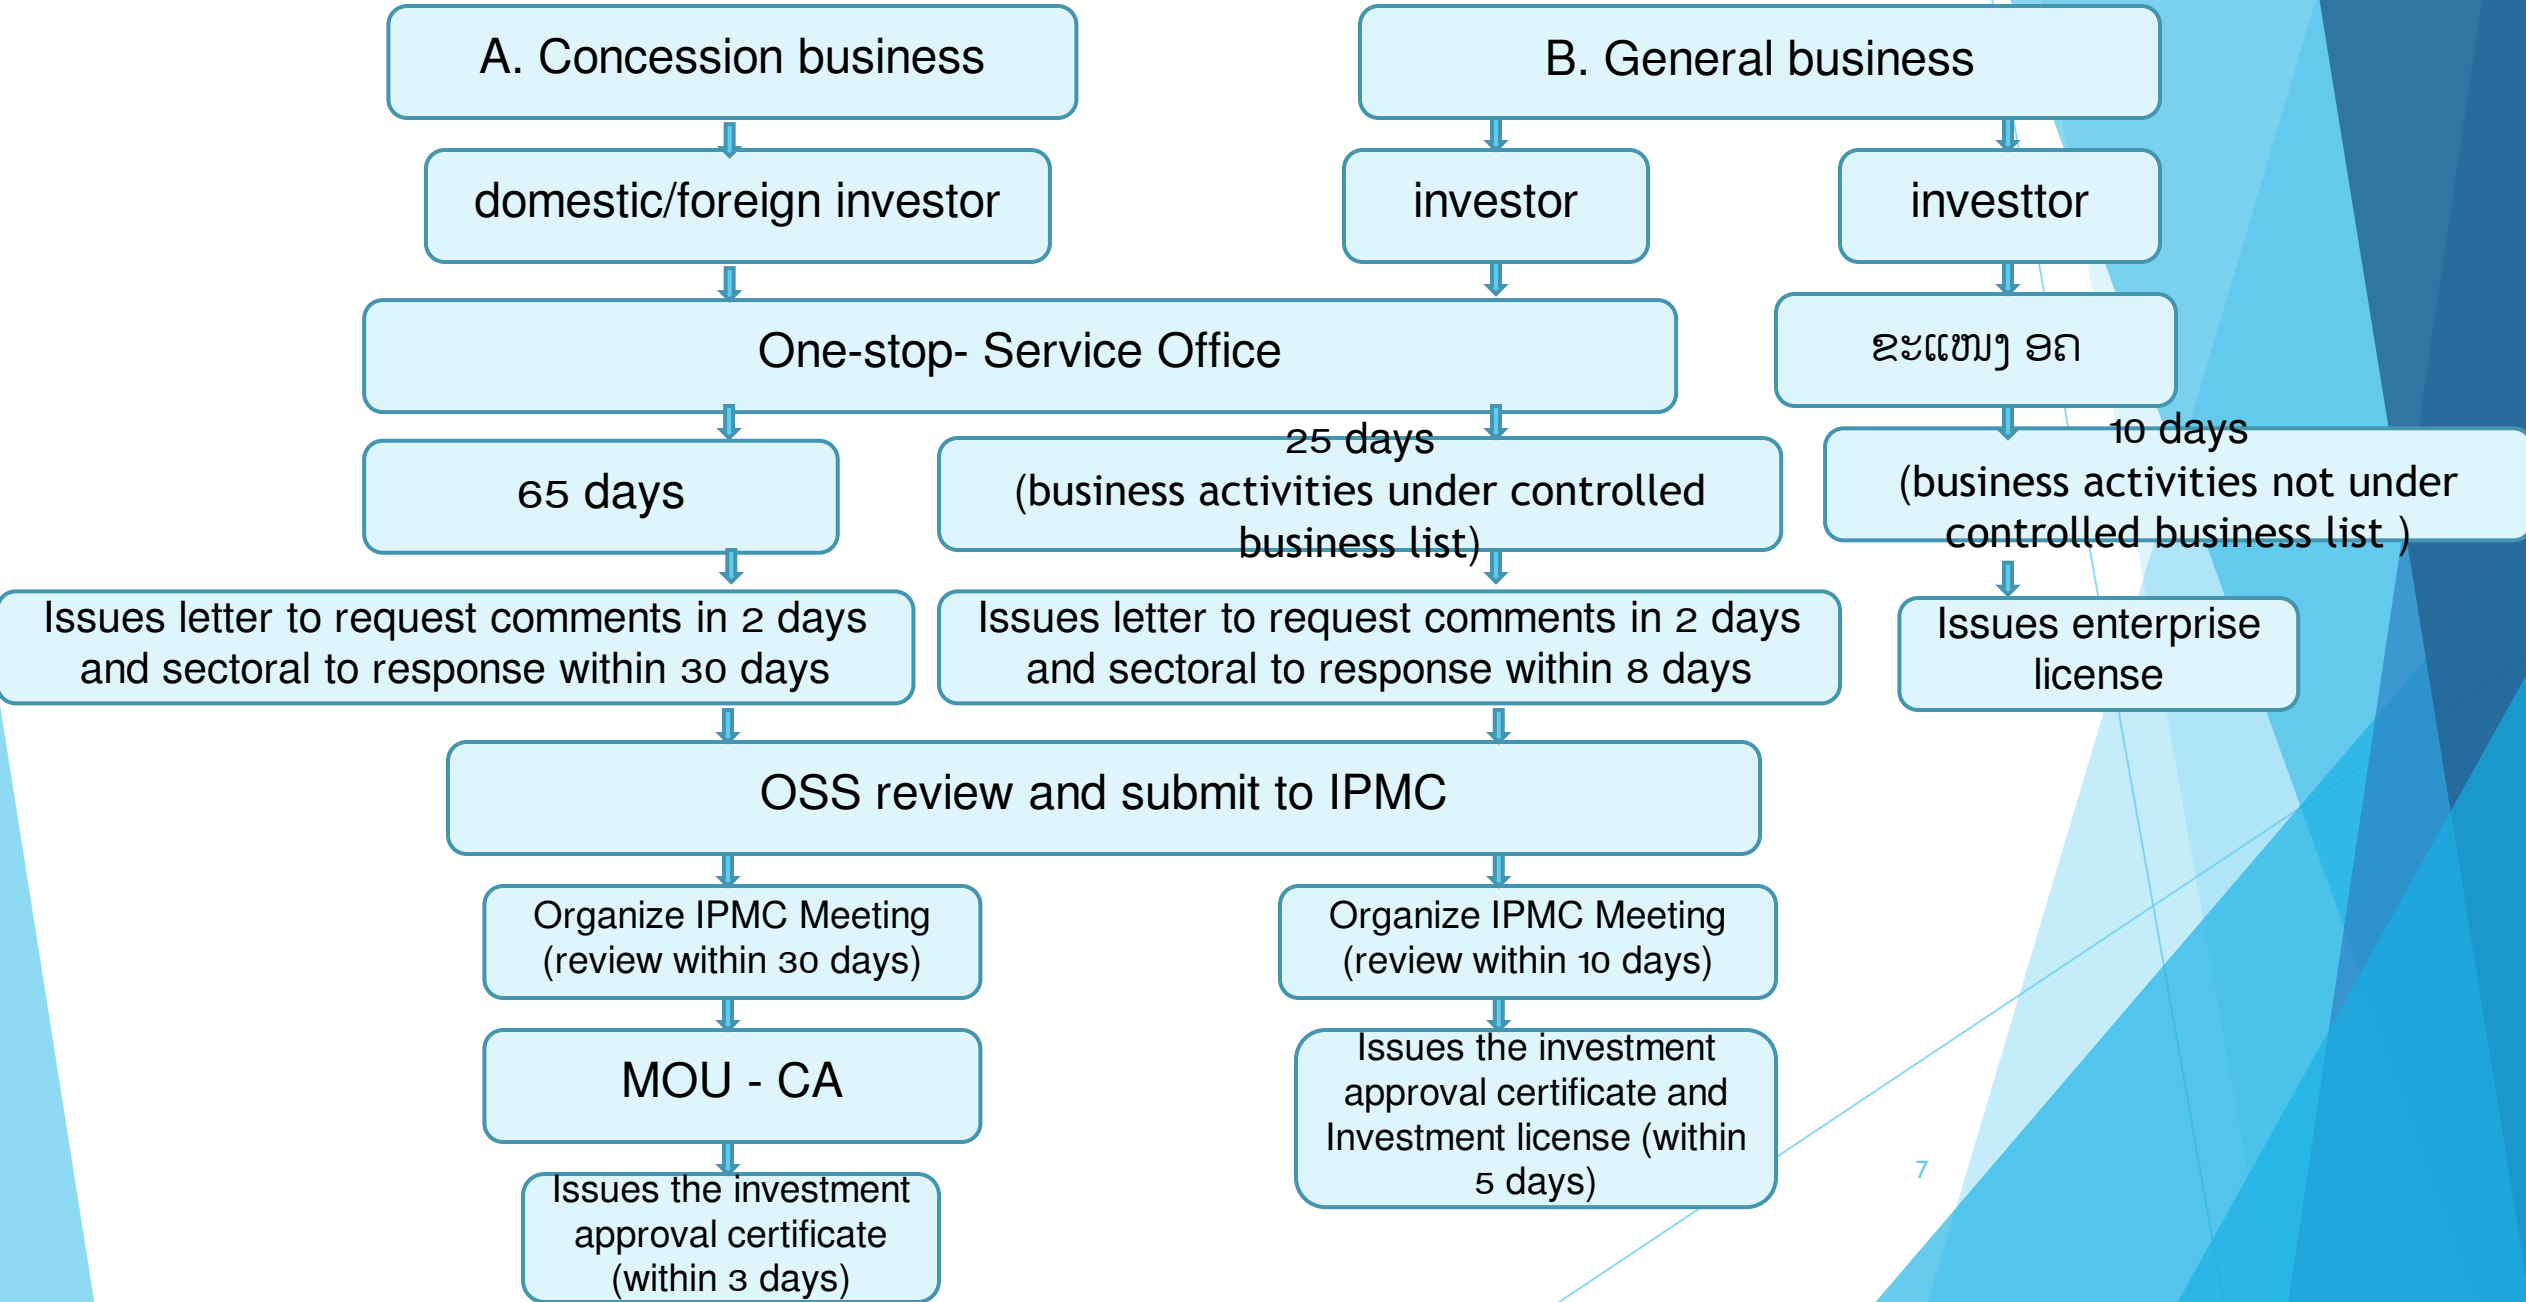 A. Concession business
B. General business
domestic/foreign investor
investor
investtor
One-stop- Service Office
ຂະແໜງ ອຄ
65 days
25 days
(business activities under controlled
business list)
10 days
(business activities not under
controlled business list )
Issues letter to request comments in 2 days
and sectoral to response within 30 days
Issues letter to request comments in 2 days
and sectoral to response within 8 days
Issues enterprise
license
OSS review and submit to IPMC
Organize IPMC Meeting
(review within 30 days)
Organize IPMC Meeting
(review within 10 days)
MOU - CA
Issues the investment
approval certificate and
Investment license (within
5 days)
Issues the investment
approval certificate
(within 3 days)
7